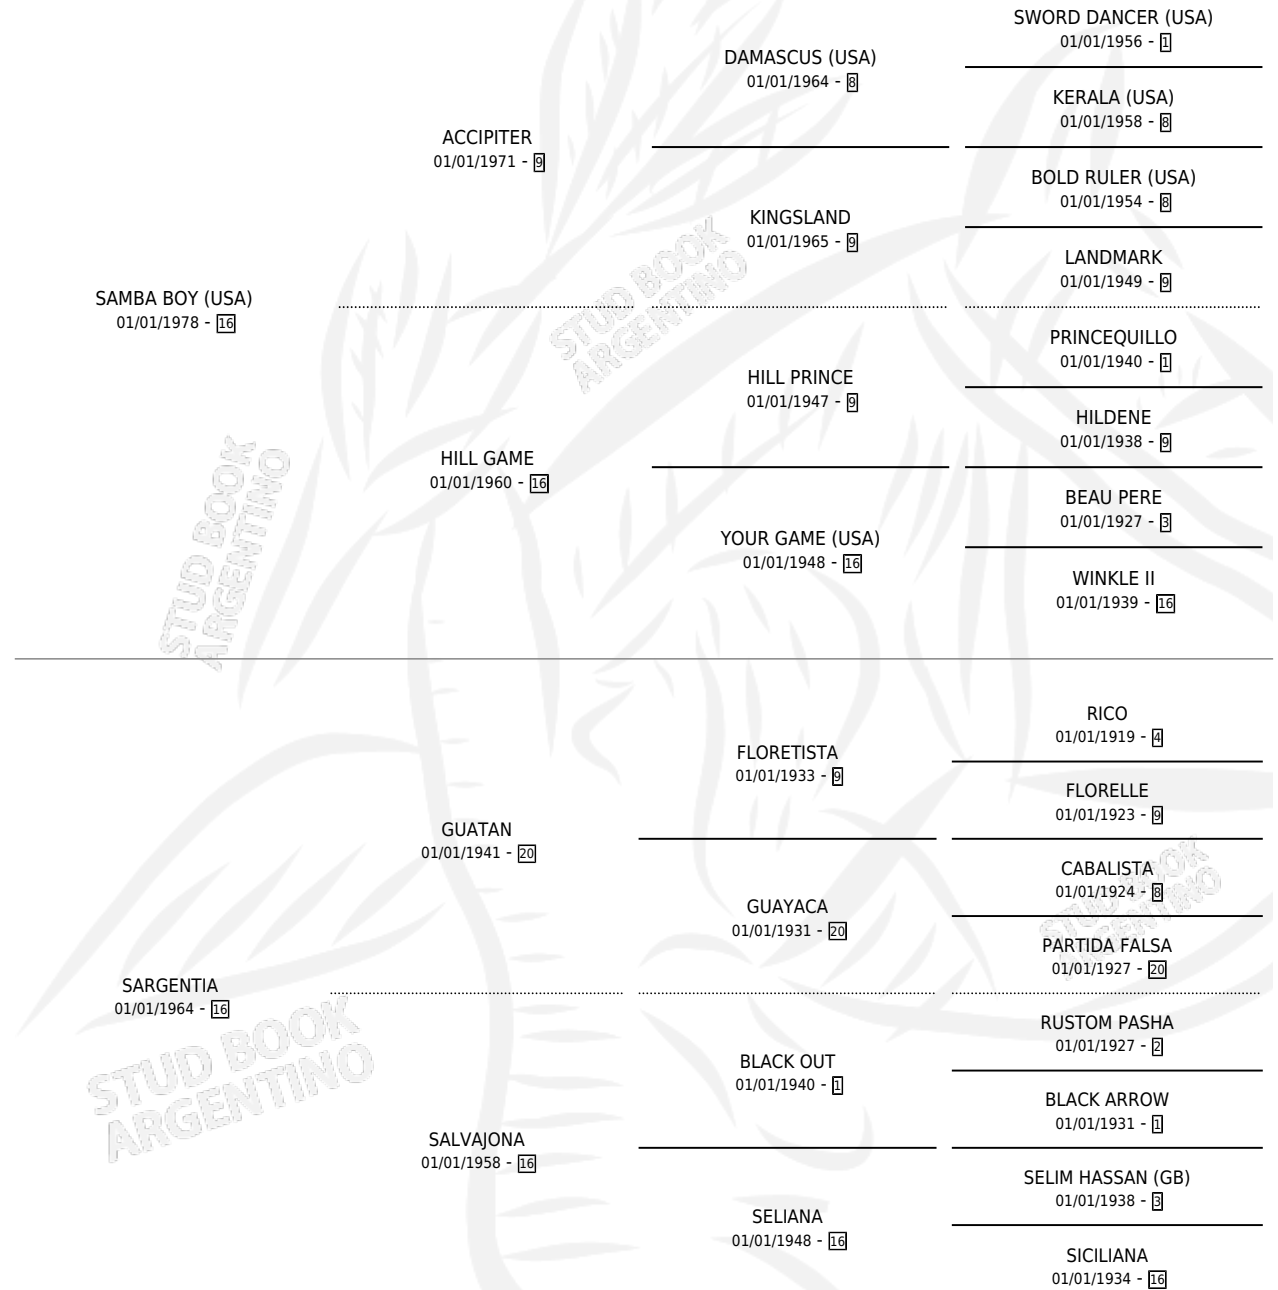 SWORD DANCER (USA)
01/01/1956 - 1
DAMASCUS (USA)
01/01/1964 - 8
KERALA (USA)
01/01/1958 - 8
ACCIPITER
01/01/1971 - 9
BOLD RULER (USA)
01/01/1954 - 8
KINGSLAND
01/01/1965 - 9
LANDMARK
01/01/1949 - 9
SAMBA BOY (USA)
01/01/1978 - 16
STUD BOOK
ARGENTINO
PRINCEQUILLO
01/01/1940 - 1
HILL PRINCE
01/01/1947 - 9
HILDENE
01/01/1938 - 9
HILL GAME
01/01/1960 - 16
BEAU PERE
01/01/1927 - 3
YOUR GAME (USA)
01/01/1948 - 16
WINKLE II
01/01/1939 - 16
STUD BOOK
ARGENTINO
RICO
01/01/1919 - 4
FLORETISTA
01/01/1933 - 9
FLORELLE
01/01/1923 - 9
GUATAN
01/01/1941 - 20
CABALISTA
01/01/1924 - 8
GUAYACA
01/01/1931 - 20
STUD BOOK
ARGENTINO
PARTIDA FALSA
01/01/1927 - 20
SARGENTIA
01/01/1964 - 16
STUD BOOK
ARGENTINO
RUSTOM PASHA
01/01/1927 - 2
BLACK OUT
01/01/1940 - 1
BLACK ARROW
01/01/1931 - 1
SALVAJONA
01/01/1958 - 16
SELIM HASSAN (GB)
01/01/1938 - 3
SELIANA
01/01/1948 - 16
SICILIANA
01/01/1934 - 16